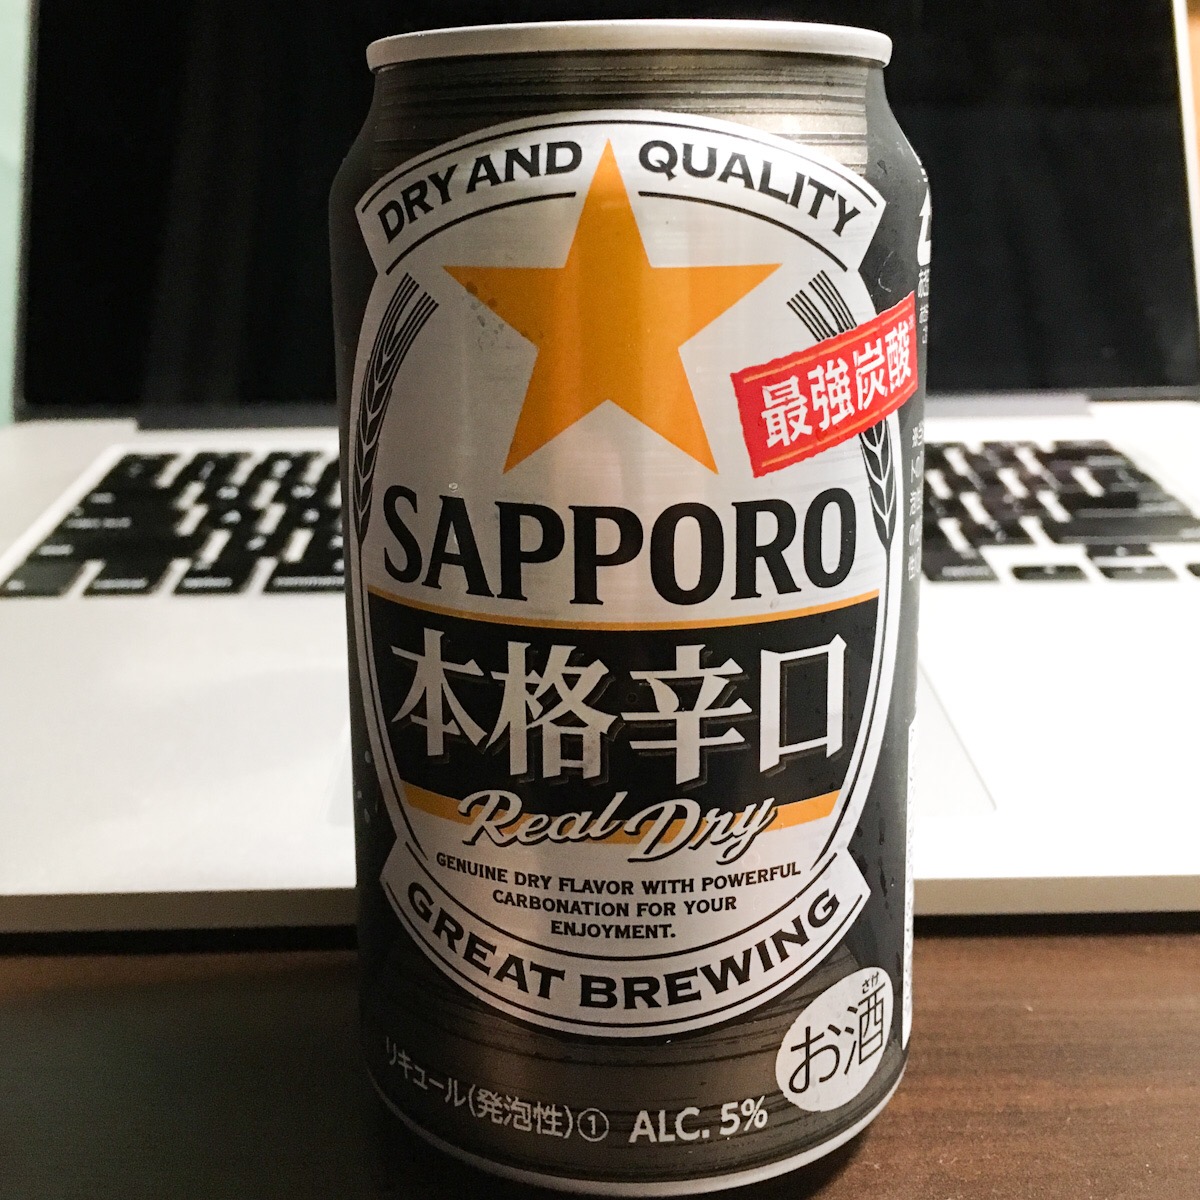 DRY AND QUALITY
最強炭酸
SAPPORO
本格辛口
Real Dry
GENUINE DRY FLAVOR WITH POWERFUL
CARBONATION FOR YOUR
ENJOYMENT.
GREAT BREWING
さけ
お酒
リキュール(発泡性)① ALC. 5%